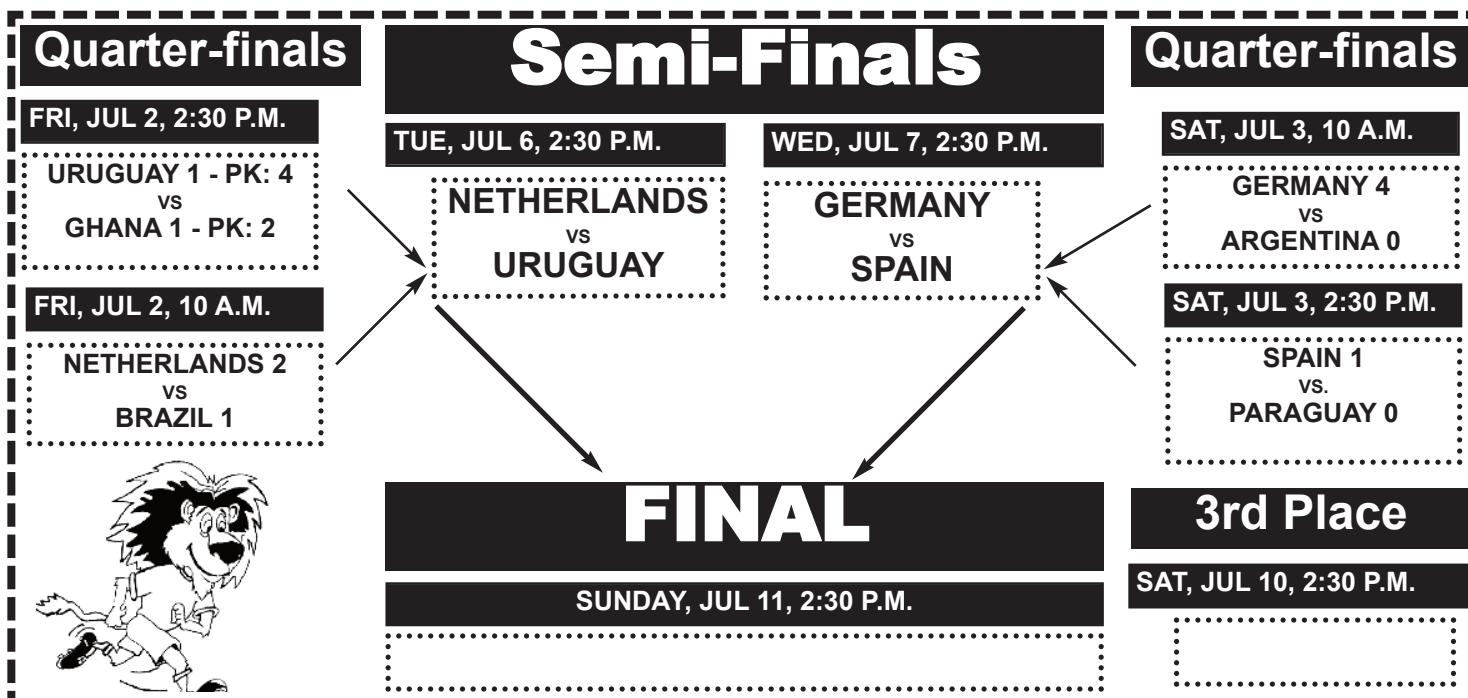 Quarter-finals
FRI, JUL 2, 2:30 P.M.
URUGUAY 1 - PK: 4
VS
GHANA 1 - PK: 2
FRI, JUL 2, 10 A.M.
NETHERLANDS 2
VS
BRAZIL 1
Semi-Finals
TUE, JUL 6, 2:30 P.M.
NETHERLANDS
VS
URUGUAY
WED, JUL 7, 2:30 P.M.
GERMANY
VS
SPAIN
Quarter-finals
SAT, JUL 3, 10 A.M.
GERMANY 4
VS
ARGENTINA 0
SAT, JUL 3, 2:30 P.M.
SPAIN 1
VS.
PARAGUAY 0
FINAL
SUNDAY, JUL 11, 2:30 P.M.
3rd Place
SAT, JUL 10, 2:30 P.M.